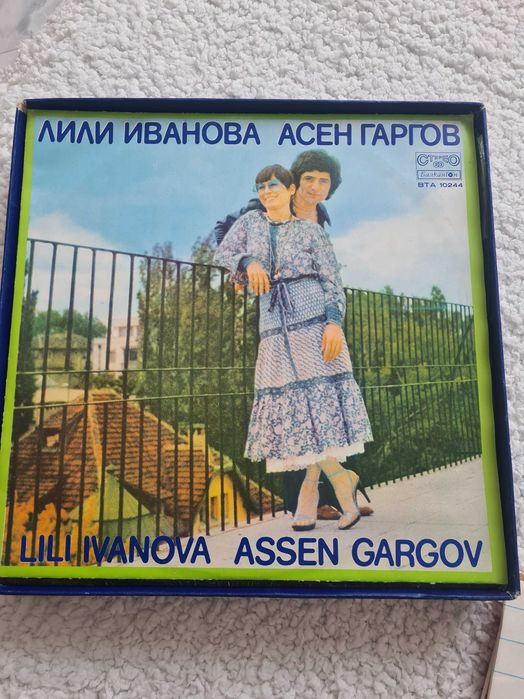 ЛИЛИ ИВАНОВА АСЕН ГАРГОВ
СТЕРЕО
Балкантон
ВТА 10244
LILI IVANOVA ASSEN GARGOV